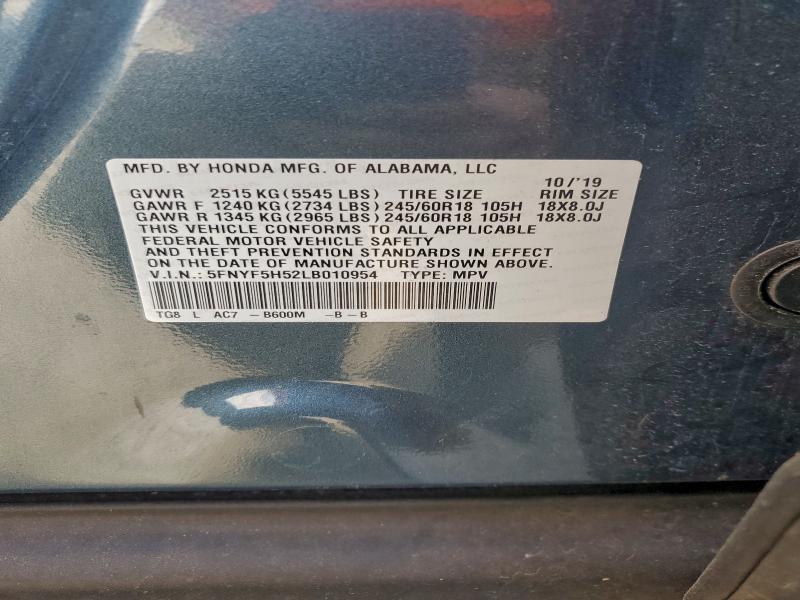 MFD. BY HONDA MFG. OF ALABAMA, LLC 10/'19
GVWR 2515 KG (5545 LBS) TIRE SIZE RIM SIZE
GAWR F 1240 KG (2734 LBS) 245/60R18 105H 18X8.0J
GAWR R 1345 KG (2965 LBS) 245/60R18 105H 18X8.0J
THIS VEHICLE CONFORMS TO ALL APPLICABLE
FEDERAL MOTOR VEHICLE SAFETY
AND THEFT PREVENTION STANDARDS IN EFFECT
ON THE DATE OF MANUFACTURE SHOWN ABOVE.
V.I.N.: 5FNYF5H52LB010954 TYPE: MPV
TG8 L AC7 -B600M -B-B